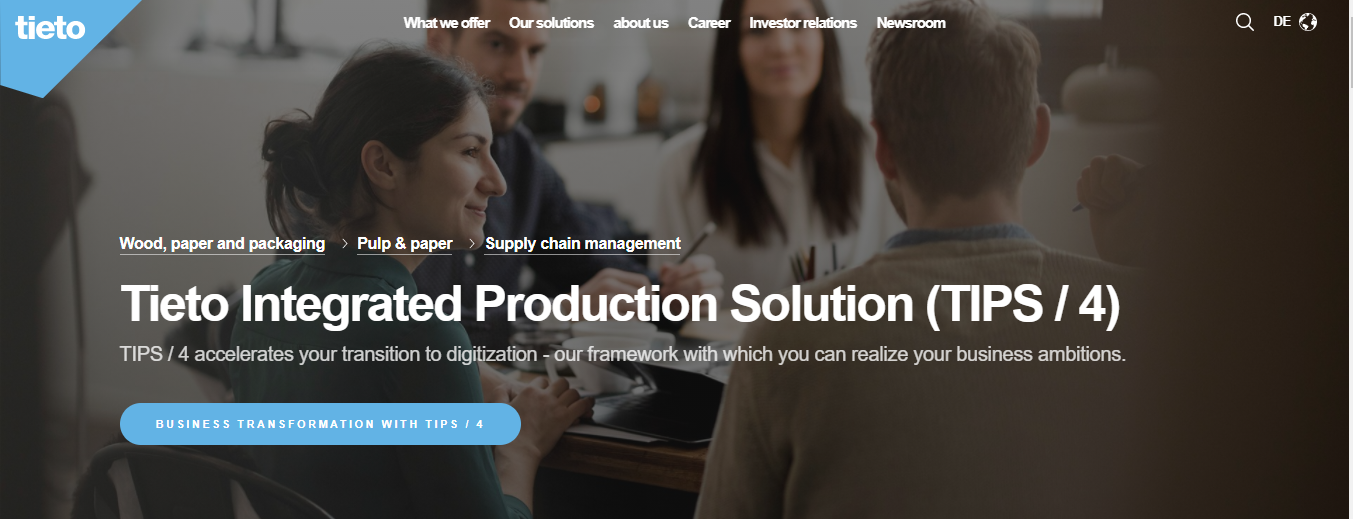 tieto
What we offer Our solutions about us Career Investor relations Newsroom
DE
Wood, paper and packaging > Pulp & paper > Supply chain management
Tieto Integrated Production Solution (TIPS / 4)
TIPS / 4 accelerates your transition to digitization - our framework with which you can realize your business ambitions.
BUSINESS TRANSFORMATION WITH TIPS / 4